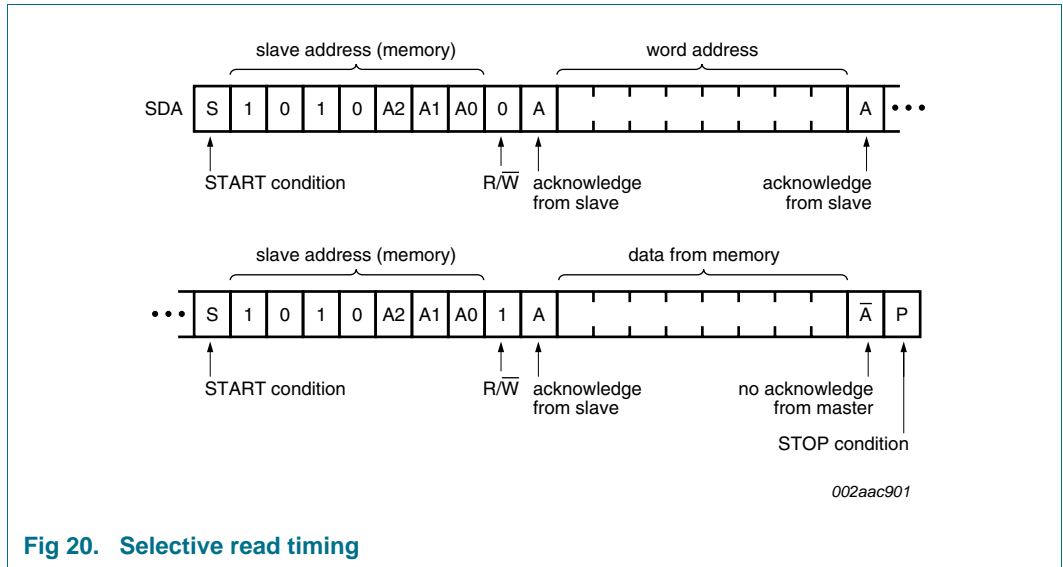 slave address (memory) word address
SDA S 1 0 1 0 A2 A1 A0 0 A A •••
START condition R/W̅ acknowledge from slave acknowledge from slave
slave address (memory) data from memory
••• S 1 0 1 0 A2 A1 A0 1 A A̅ P
START condition R/W̅ acknowledge from slave no acknowledge from master
STOP condition
002aac901
Fig 20. Selective read timing